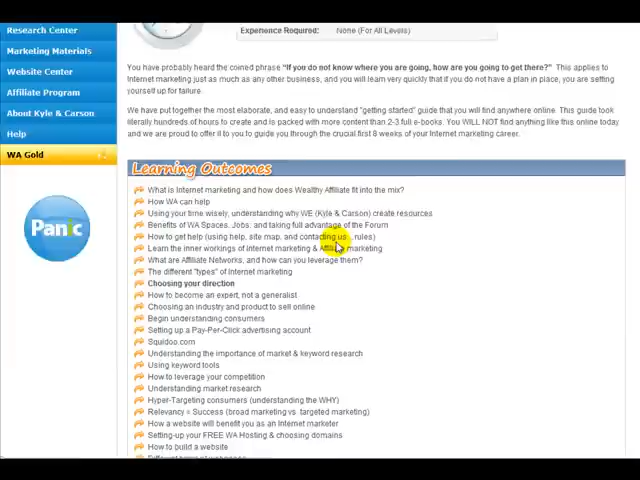 Research Center
Marketing Materials
Website Center
Affiliate Program
About Kyle & Carson
Help
WA Gold
Panic
Experience Required: None (For All Levels)
You have probably heard the coined phrase "If you do not know where you are going, how are you going to get there?" This applies to
Internet marketing just as much as any other business, and you will learn very quickly that if you do not have a plan in place, you are setting
yourself up for failure
We have put together the most elaborate, and easy to understand "getting started" guide that you will find anywhere online. This guide took
literally hundreds of hours to create and is packed with more content than 2-3 full e-books. You WILL NOT find anything like this online today
and we are proud to offer it to you to guide you through the crucial first 8 weeks of your Internet marketing career.
Learning Outcomes
What is Internet marketing and how does Wealthy Affiliate fit into the mix?
How WA can help
Using your time wisely, understanding why WE (Kyle & Carson) create resources
Benefits of WA Spaces, Jobs, and taking full advantage of the Forum
How to get help (using help, site map, and contacting us...rules)
Learn the inner workings of internet marketing & Affiliate marketing
What are Affiliate Networks, and how can you leverage them?
The different "types" of Internet marketing
Choosing your direction
How to become an expert, not a generalist
Choosing an industry and product to sell online
Begin understanding consumers
Setting up a Pay-Per-Click advertising account
Squidoo.com
Understanding the importance of market & keyword research
Using keyword tools
How to leverage your competition
Understanding market research
Hyper-Targeting consumers (understanding the WHY)
Relevancy = Success (broad marketing vs. targeted marketing)
How a website will benefit you as an Internet marketer
Setting-up your FREE WA Hosting & choosing domains
How to build a website